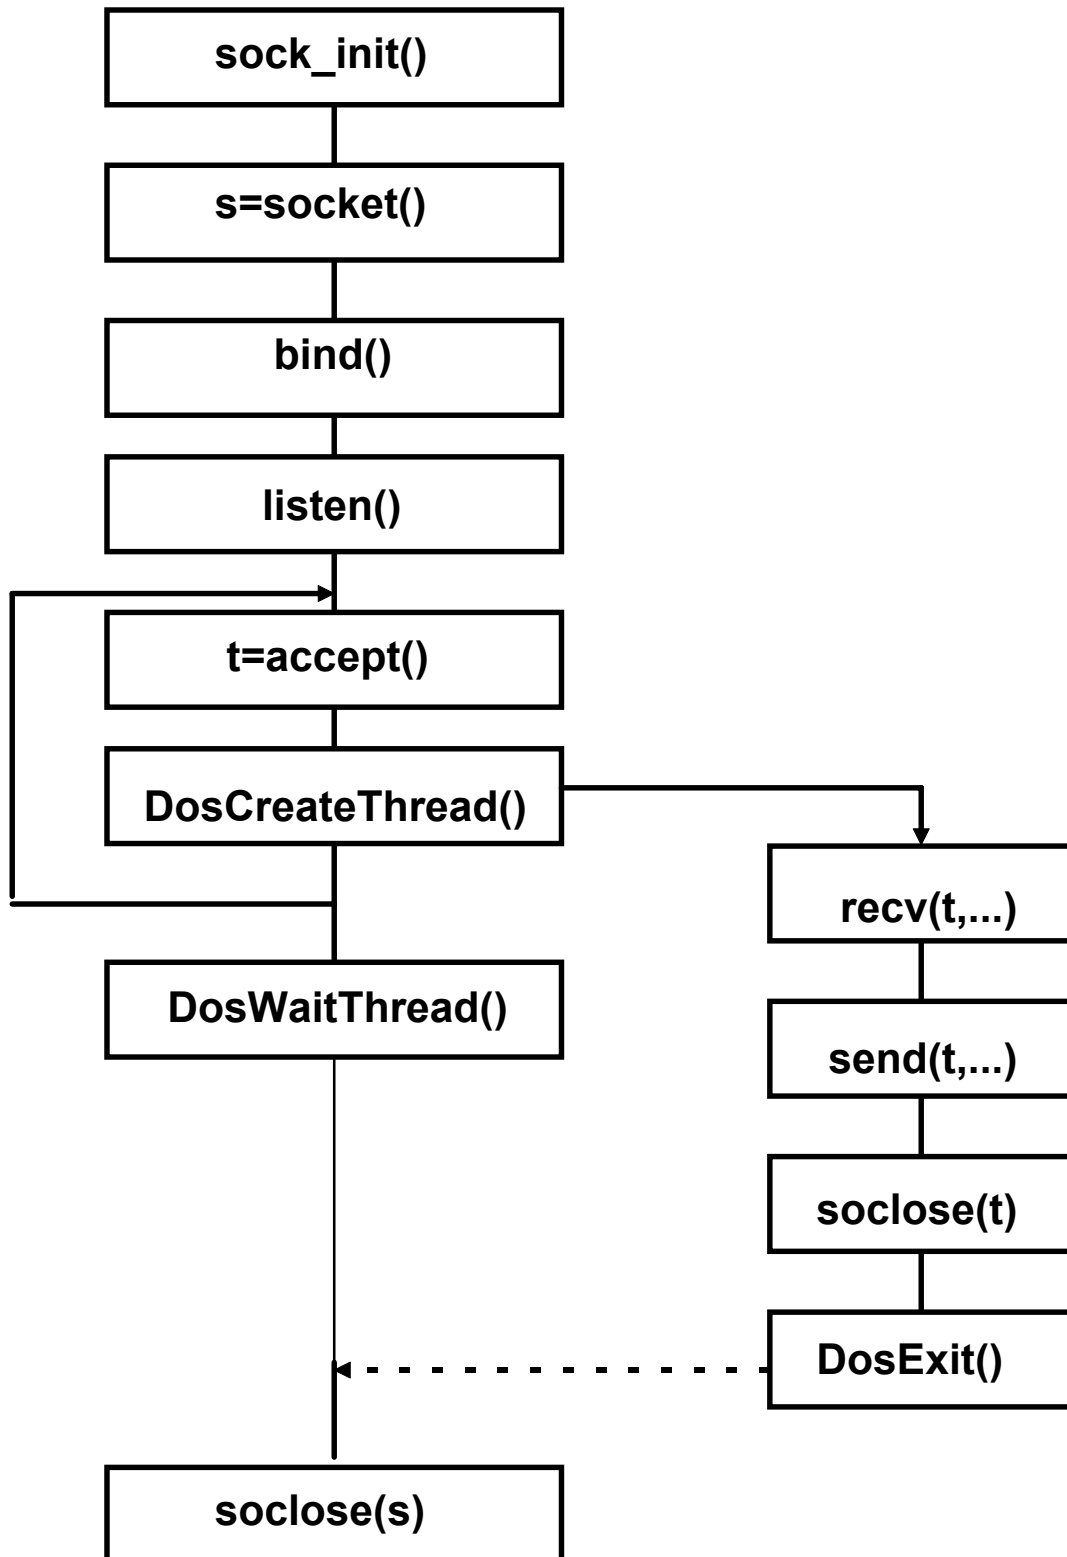 sock_init()
s=socket()
bind()
listen()
t=accept()
DosCreateThread()
recv(t,...)
DosWaitThread()
send(t,...)
soclose(t)
DosExit()
soclose(s)